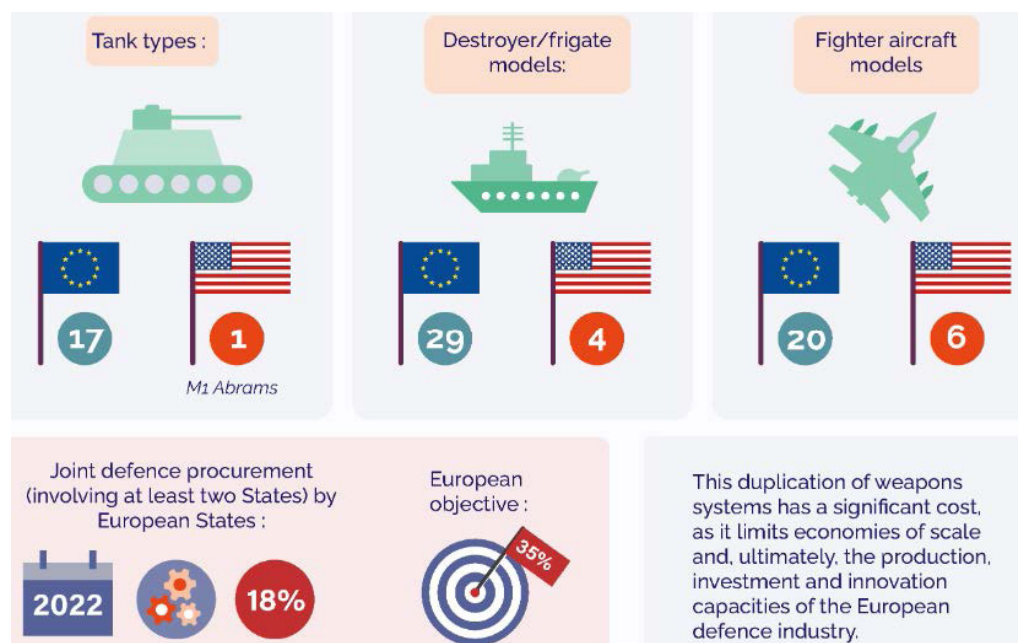 Tank types :
17
1
M1 Abrams
Destroyer/frigate
models:
29
4
Fighter aircraft
models
20
6
Joint defence procurement
(involving at least two States) by
European States :
2022
18%
European
objective :
35%
This duplication of weapons
systems has a significant cost,
as it limits economies of scale
and, ultimately, the production,
investment and innovation
capacities of the European
defence industry.